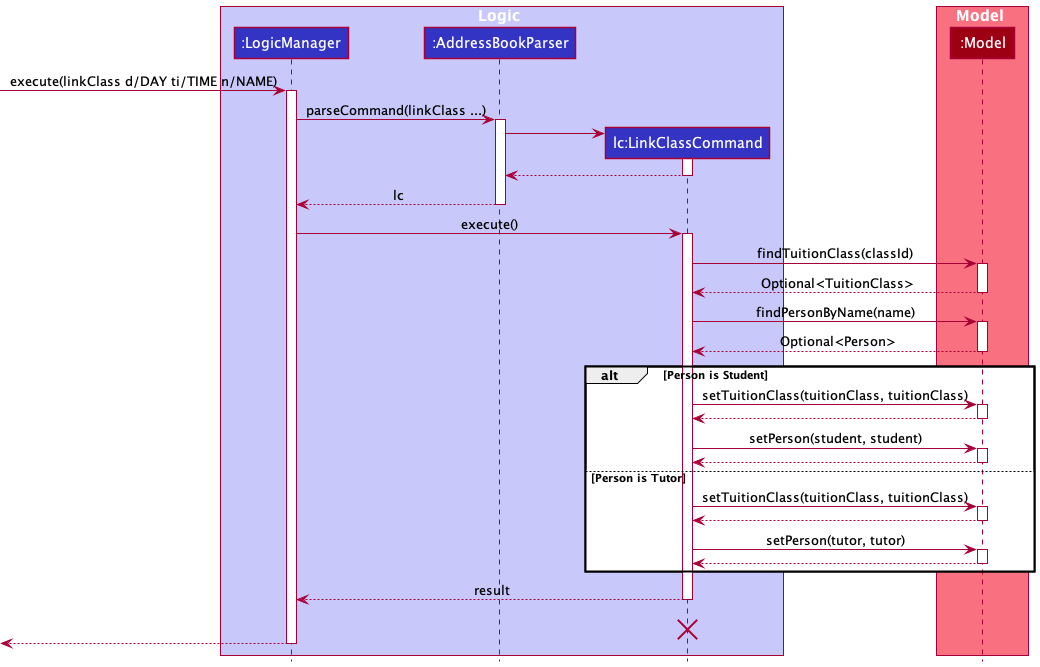 Logic
Model
:LogicManager
:AddressBookParser
:Model
execute(linkClass d/DAY ti/TIME n/NAME)
parseCommand(linkClass ...)
lc:LinkClassCommand
lc
execute()
findTuitionClass(classId)
Optional<TuitionClass>
findPersonByName(name)
Optional<Person>
alt
[Person is Student]
setTuitionClass(tuitionClass, tuitionClass)
setPerson(student, student)
[Person is Tutor]
setTuitionClass(tuitionClass, tuitionClass)
setPerson(tutor, tutor)
result